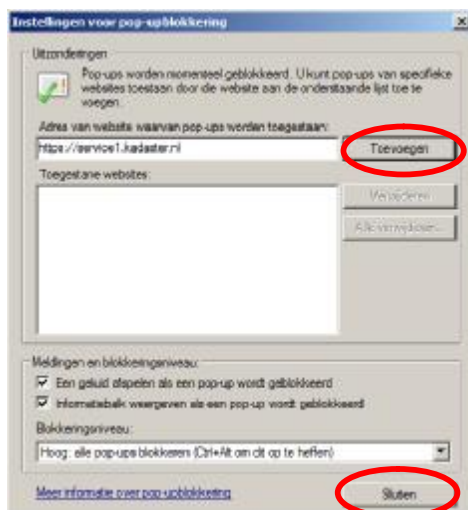 Instellingen voor pop-upblokkering
Uitzonderingen
Pop-ups worden momenteel geblokkeerd. U kunt pop-ups van specifieke
websites toestaan door de website aan de onderstaande lijst toe te
voegen.
Adres van website waarvan pop-ups worden toegestaan:
https://service1.kadaster.nl
Toevoegen
Toegestane websites:
Verwijderen
Alle verwijderen...
Meldingen en blokkeringsniveau:
Een geluid afspelen als een pop-up wordt geblokkeerd
Informatiebalk weergeven als een pop-up wordt geblokkeerd
Blokkeringsniveau:
Hoog: alle pop-ups blokkeren (Ctrl+Alt om dit op te heffen)
Meer informatie over pop-upblokkering
Sluiten